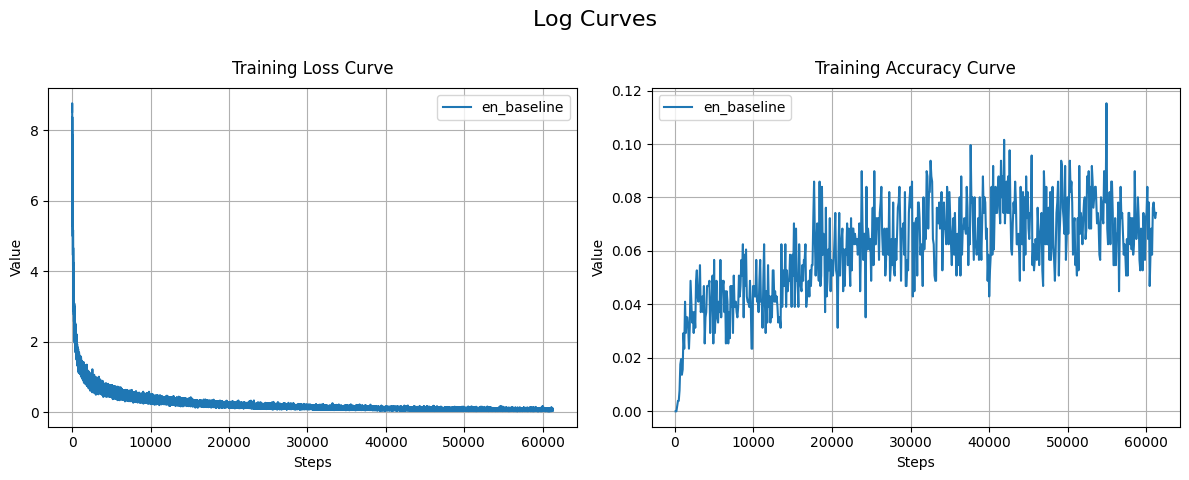 Log Curves
Training Loss Curve
en_baseline
Value
8
6
4
2
0
0 10000 20000 30000 40000 50000 60000
Steps
Training Accuracy Curve
en_baseline
Value
0.12
0.10
0.08
0.06
0.04
0.02
0.00
0 10000 20000 30000 40000 50000 60000
Steps